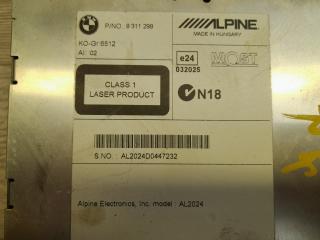 P/NO.: 9 311 299
ALPINE
MADE IN HUNGARY
KO-Gr 6512
AI: 02
e24
MOST
032025
CLASS 1
LASER PRODUCT
N18
S NO.: AL2024D0447232
Alpine Electronics, Inc. model: AL2024